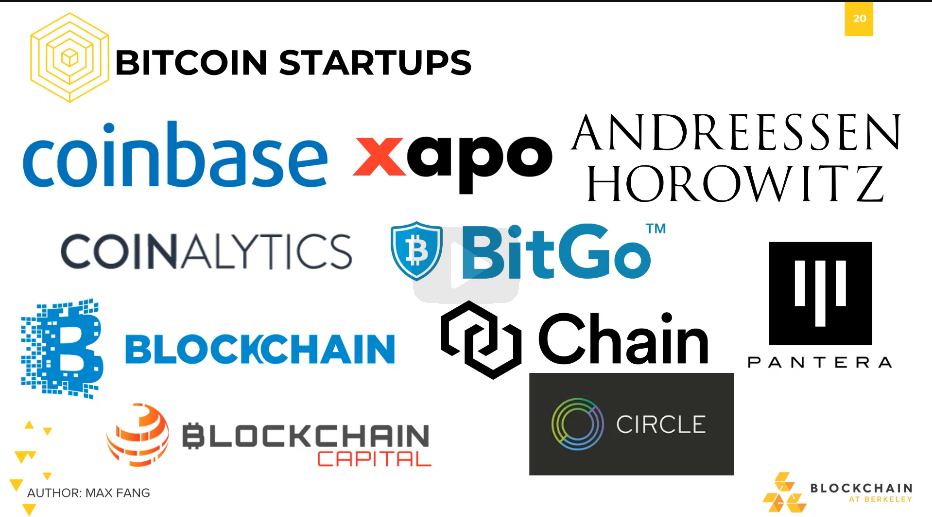 20
BITCOIN STARTUPS
coinbase
xapo
ANDREESSEN
HOROWITZ
COINALYTICS
BitGo™
BLOCKCHAIN
Chain
PANTERA
BLOCKCHAIN
CAPITAL
CIRCLE
AUTHOR: MAX FANG
BLOCKCHAIN
AT BERKELEY